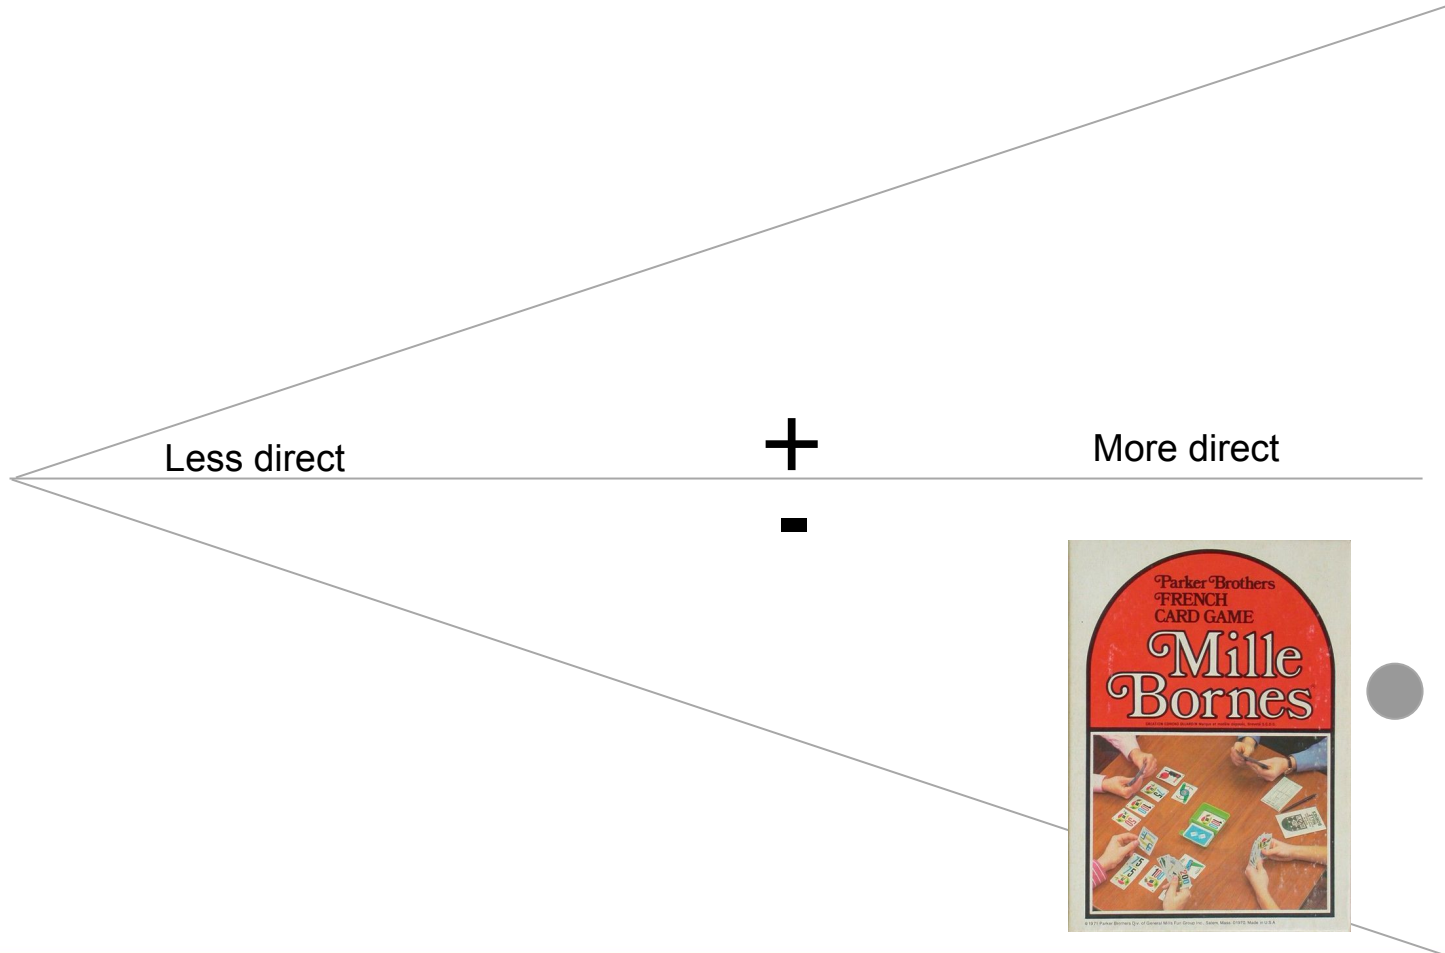 +
Less direct
More direct
-
Parker Brothers
FRENCH
CARD GAME
Mille
Bornes